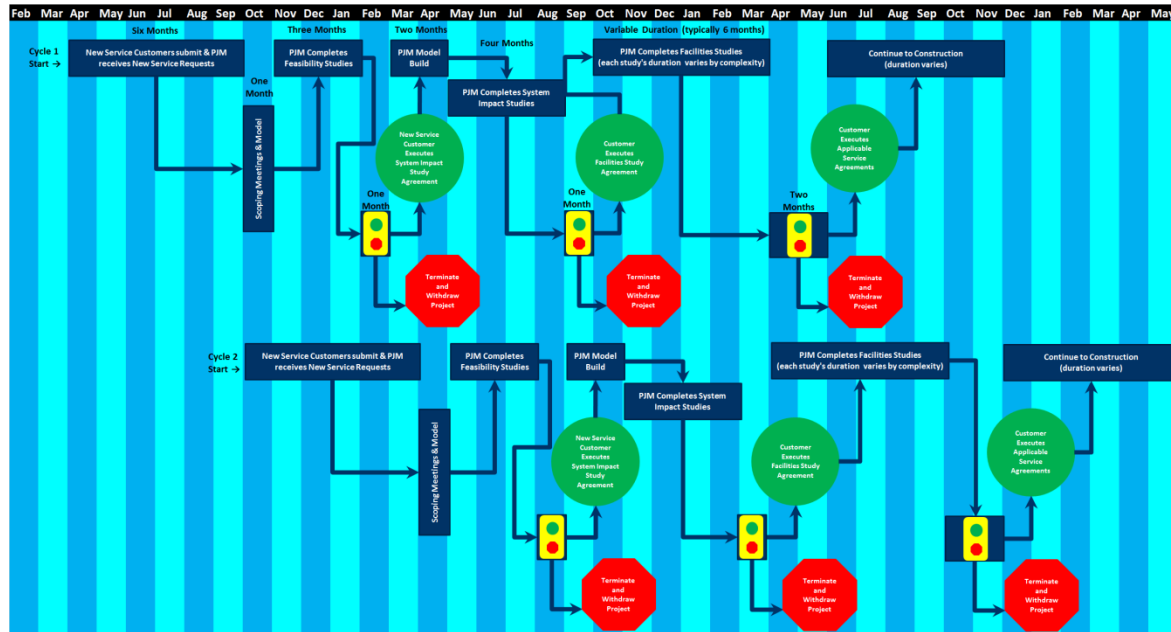 Feb Mar Apr May Jun Jul Aug Sep Oct Nov Dec Jan Feb Mar Apr May Jun Jul Aug Sep Oct Nov Dec Jan Feb Mar Apr May Jun Jul Aug Sep Oct Nov Dec Jan Feb Mar Apr May
Six Months
Three Months
Two Months
Four Months
Variable Duration (typically 6 months)
Cycle 1
Start →
New Service Customers submit & PJM
receives New Service Requests
One
Month
Scoping Meetings & Model
PJM Completes
Feasibility Studies
One
Month
New Service
Customer
Executes
System Impact
Study
Agreement
Terminate
and
Withdraw
Project
PJM Model
Build
PJM Completes System
Impact Studies
One
Month
Customer
Executes
Facilities Study
Agreement
Terminate
and
Withdraw
Project
PJM Completes Facilities Studies
(each study's duration varies by complexity)
Two
Months
Customer
Executes
Applicable
Service
Agreements
Terminate
and
Withdraw
Project
Continue to Construction
(duration varies)
Cycle 2
Start →
New Service Customers submit & PJM
receives New Service Requests
Scoping Meetings & Model
PJM Completes
Feasibility Studies
New Service
Customer
Executes
System Impact
Study
Agreement
Terminate
and
Withdraw
Project
PJM Model
Build
PJM Completes System
Impact Studies
Customer
Executes
Facilities Study
Agreement
Terminate
and
Withdraw
Project
PJM Completes Facilities Studies
(each study's duration varies by complexity)
Customer
Executes
Applicable
Service
Agreements
Terminate
and
Withdraw
Project
Continue to Construction
(duration varies)